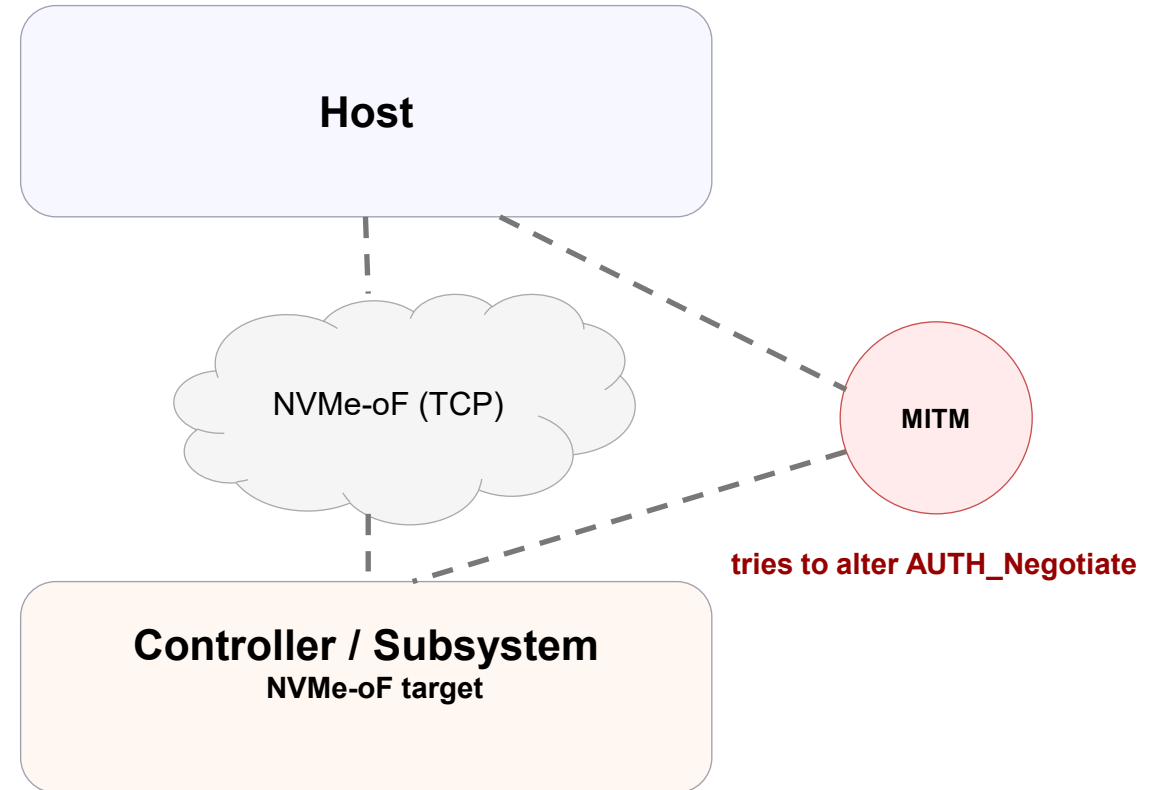 Host
NVMe-oF (TCP)
MITM
tries to alter AUTH_Negotiate
Controller / Subsystem
NVMe-oF target